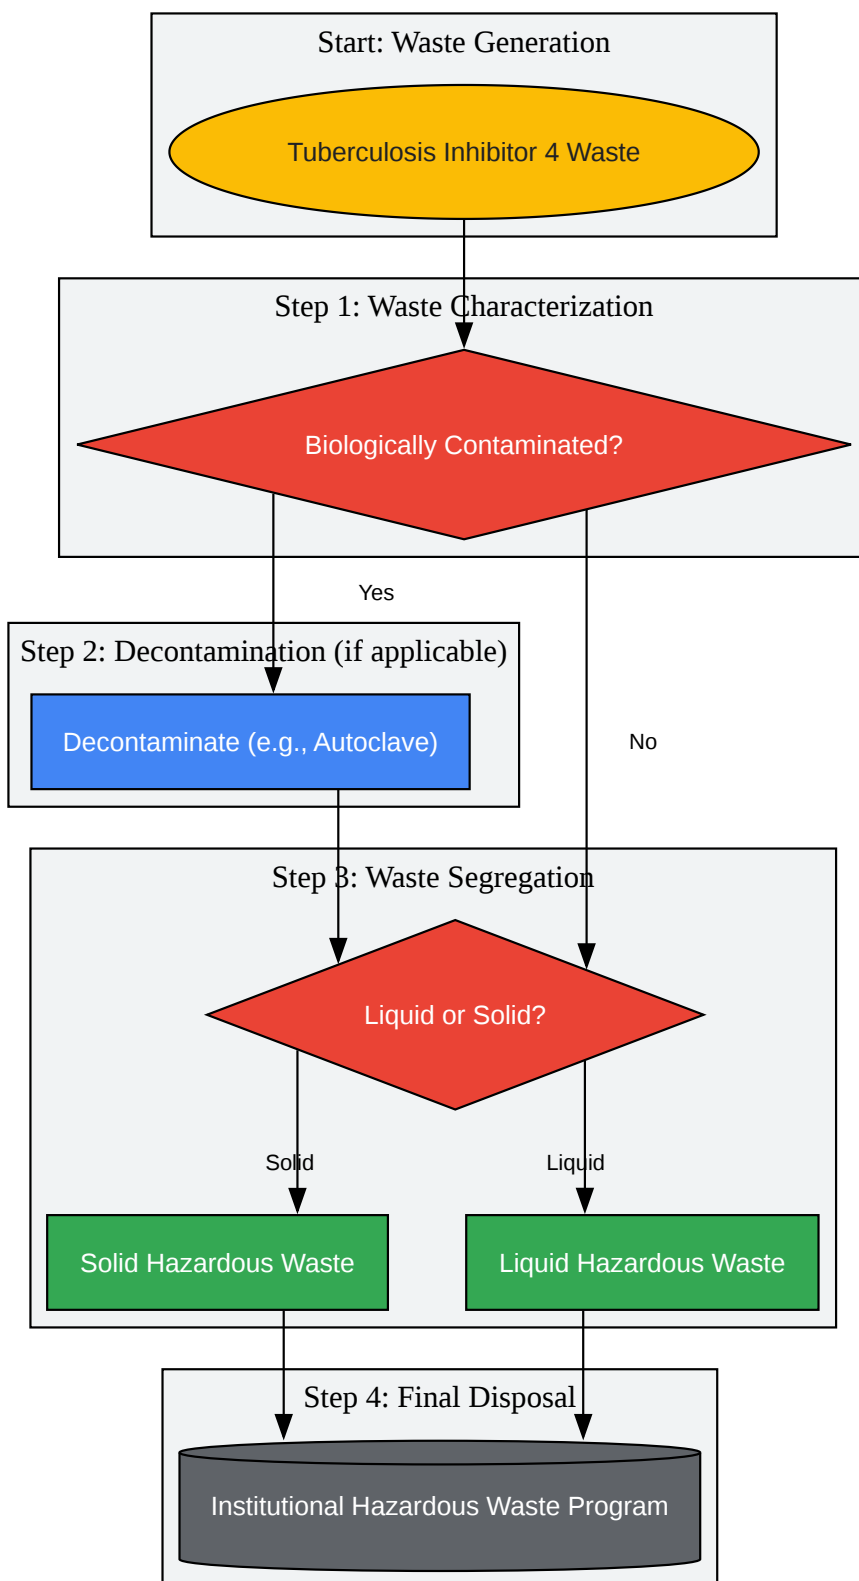 Start: Waste Generation
Tuberculosis Inhibitor 4 Waste
Step 1: Waste Characterization
Biologically Contaminated?
Yes
Step 2: Decontamination (if applicable)
Decontaminate (e.g., Autoclave)
No
Step 3: Waste Segregation
Liquid or Solid?
Solid
Liquid
Solid Hazardous Waste
Liquid Hazardous Waste
Step 4: Final Disposal
Institutional Hazardous Waste Program